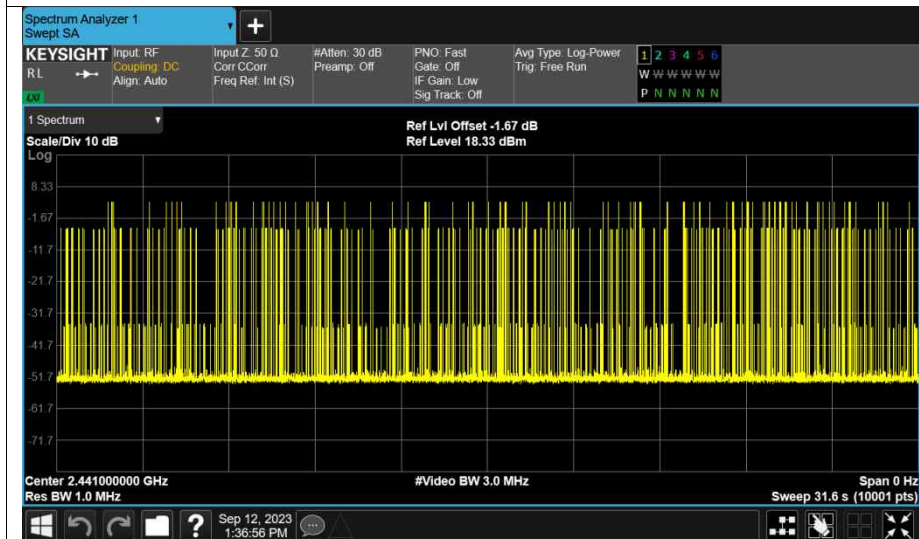 Spectrum Analyzer 1
Swept SA
+
KEYSIGHT
RL
LXI
Input: RF
Coupling: DC
Align: Auto
Input Z: 50 Ω
Corr CCorr
Freq Ref: Int (S)
#Atten: 30 dB
Preamp: Off
PNO: Fast
Gate: Off
IF Gain: Low
Sig Track: Off
Avg Type: Log-Power
Trig: Free Run
1 2 3 4 5 6
W W W W W W
P N N N N N
1 Spectrum
Scale/Div 10 dB
Ref Lvl Offset -1.67 dB
Ref Level 18.33 dBm
Log
8.33
-1.67
-11.7
-21.7
-31.7
-41.7
-51.7
-61.7
-71.7
Center 2.441000000 GHz
#Video BW 3.0 MHz
Span 0 Hz
Res BW 1.0 MHz
Sweep 31.6 s (10001 pts)
?
Sep 12, 2023
1:36:56 PM